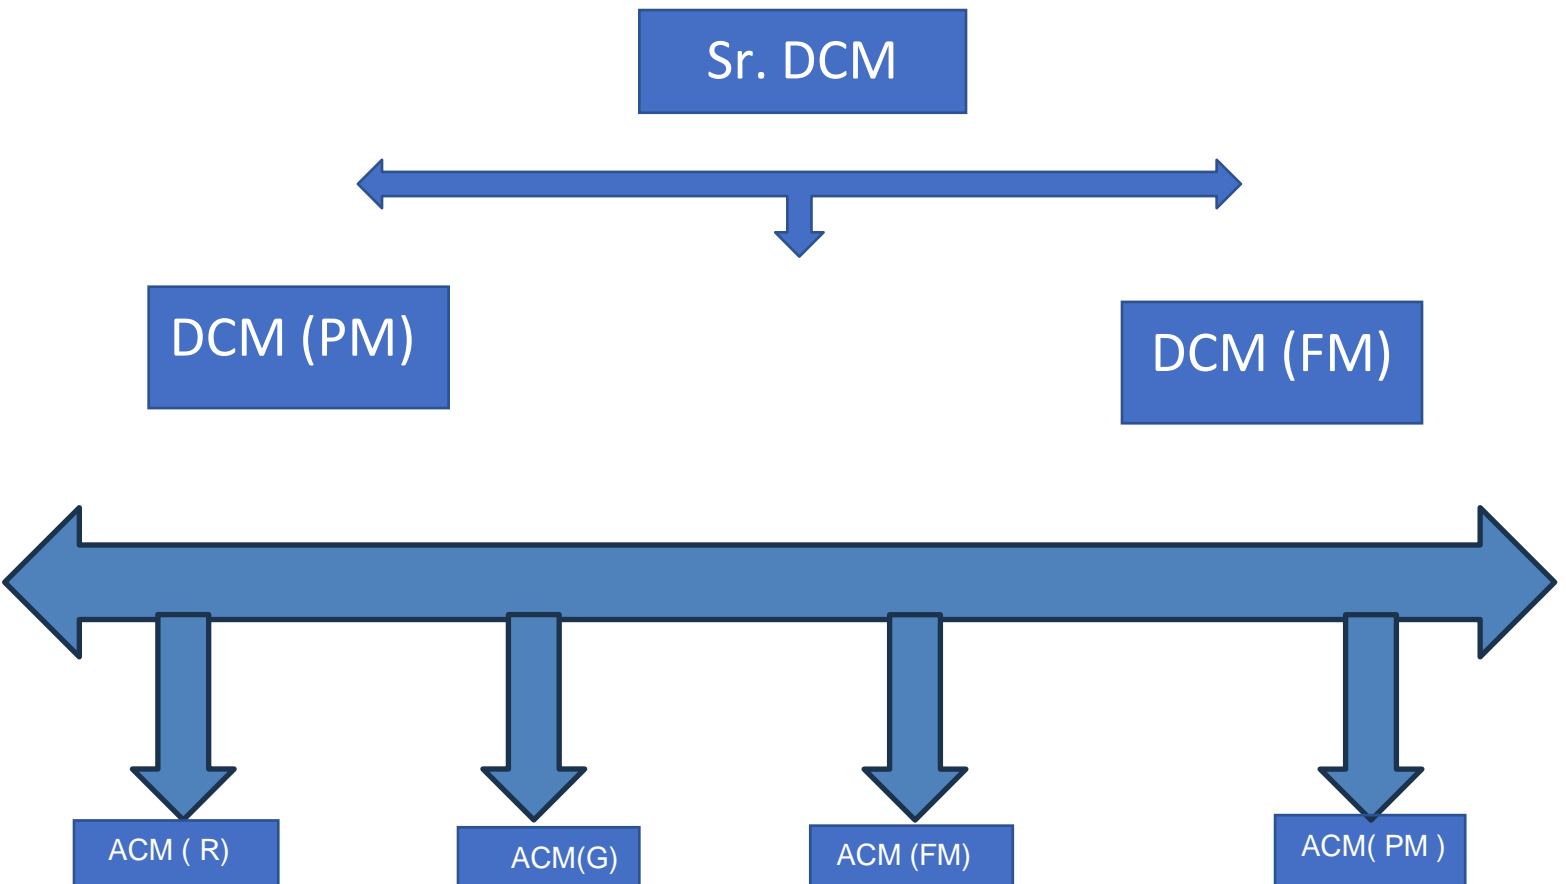 Sr. DCM
DCM (PM)
DCM (FM)
ACM ( R)
ACM(G)
ACM (FM)
ACM( PM )